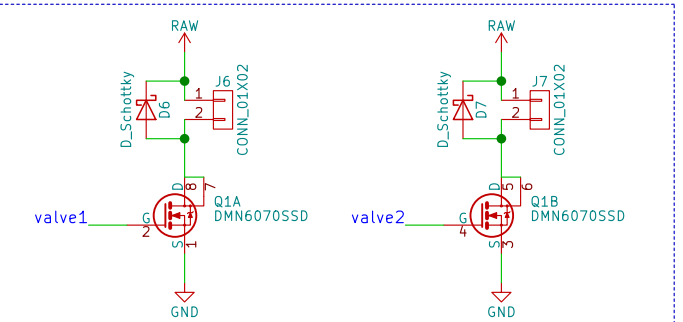 RAW
J6
1
2
CONN_01X02
D_Schottky
D6
D
8
7
Q1A
DMN6070SSD
valve1
G
2
S
1
GND
RAW
J7
1
2
CONN_01X02
D_Schottky
D7
D
5
6
Q1B
DMN6070SSD
valve2
G
4
S
3
GND